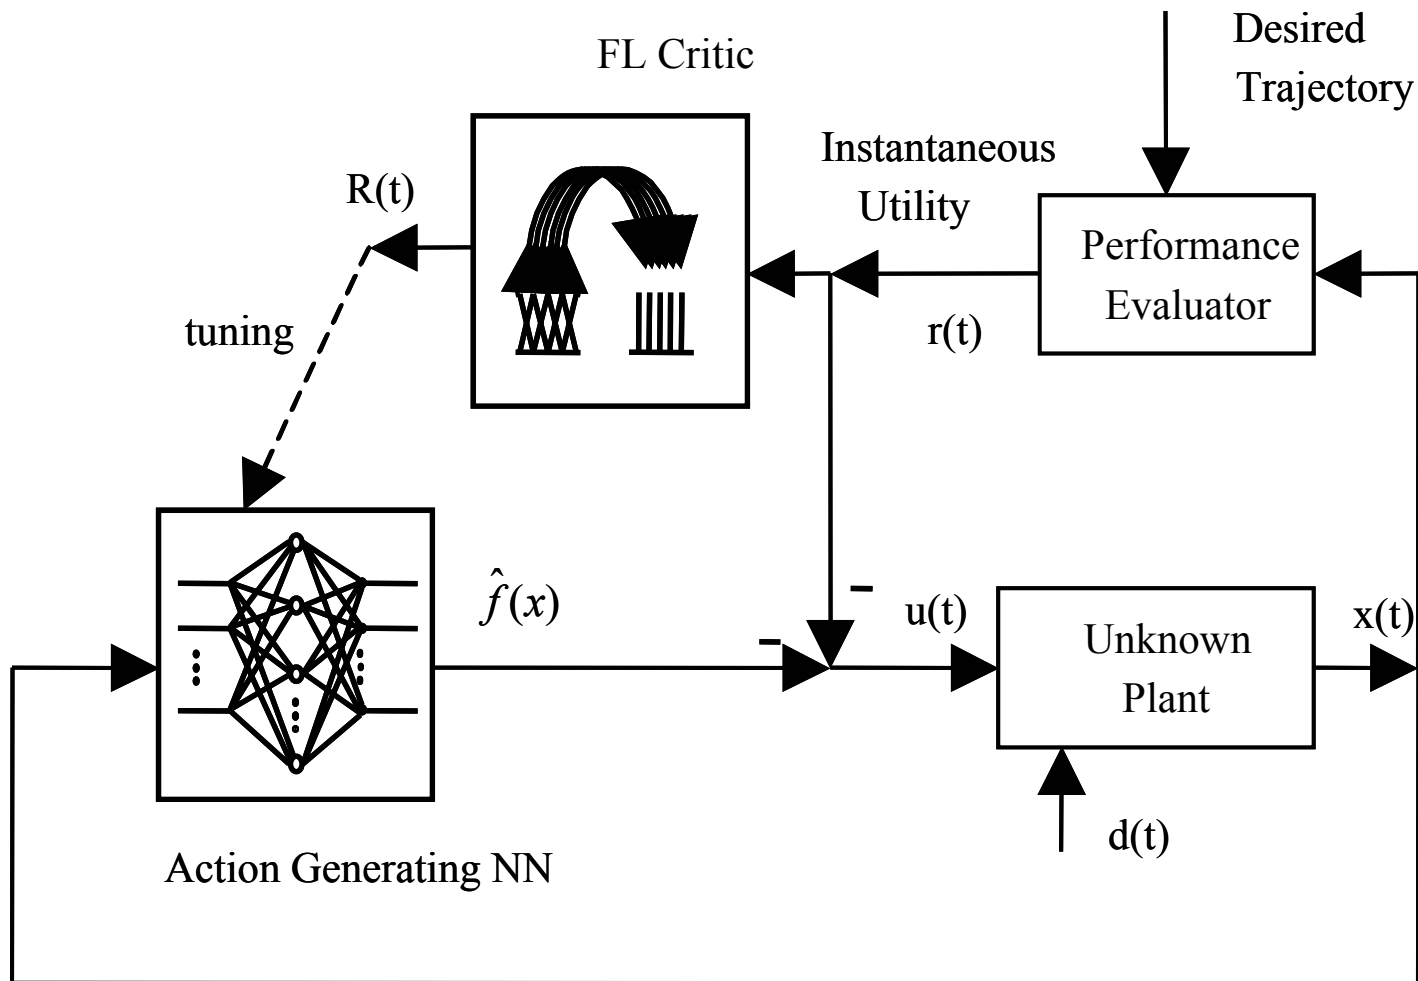 FL Critic
Desired
Trajectory
Instantaneous
Utility
R(t)
Performance
Evaluator
r(t)
tuning
-
f̂(x)
-
u(t)
Unknown
Plant
x(t)
d(t)
Action Generating NN